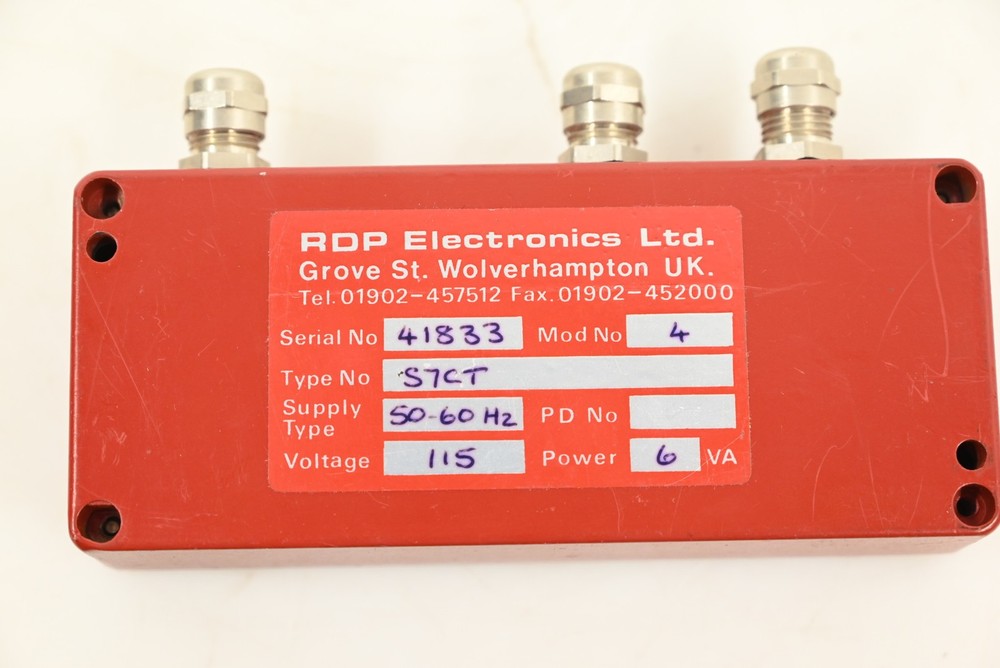 RDP Electronics Ltd.
Grove St. Wolverhampton UK.
Tel. 01902-457512 Fax. 01902-452000
Serial No 41833 Mod No 4
Type No S7CT
Supply Type 50-60 Hz PD No
Voltage 115 Power 6 VA